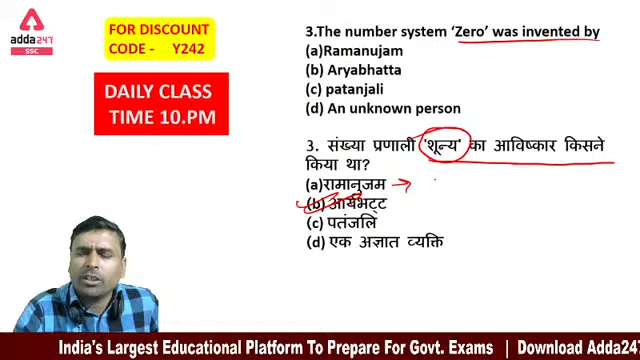 adda247
SSC
FOR DISCOUNT
CODE - Y242
DAILY CLASS
TIME 10.PM
3.The number system ‘Zero’ was invented by
(a)Ramanujam
(b) Aryabhatta
(c) patanjali
(d) An unknown person
3. संख्या प्रणाली 'शून्य' का आविष्कार किसने
किया था?
(a)रामानुजम
(b) आर्यभट्ट
(c) पतंजलि
(d) एक अज्ञात व्यक्ति
India's Largest Educational Platform To Prepare For Govt. Exams | Download Adda247